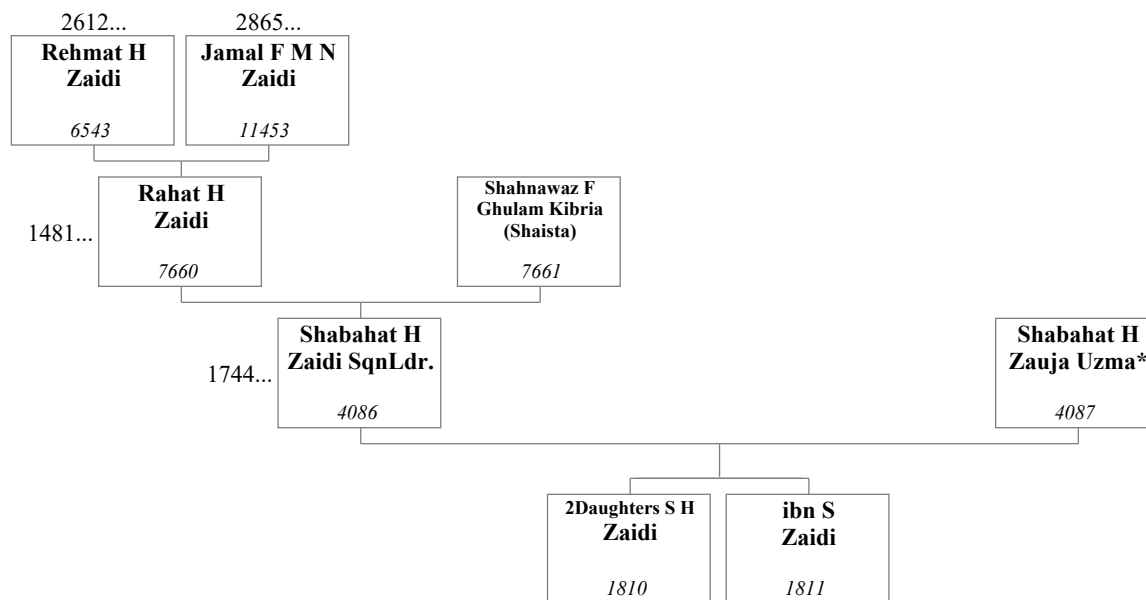 2612...
2865...
Rehmat H
Zaidi
6543
Jamal F M N
Zaidi
11453
1481...
Rahat H
Zaidi
7660
Shahnawaz F
Ghulam Kibria
(Shaista)
7661
1744...
Shabahat H
Zaidi SqnLdr.
4086
Shabahat H
Zauja Uzma*
4087
2Daughters S H
Zaidi
1810
ibn S
Zaidi
1811